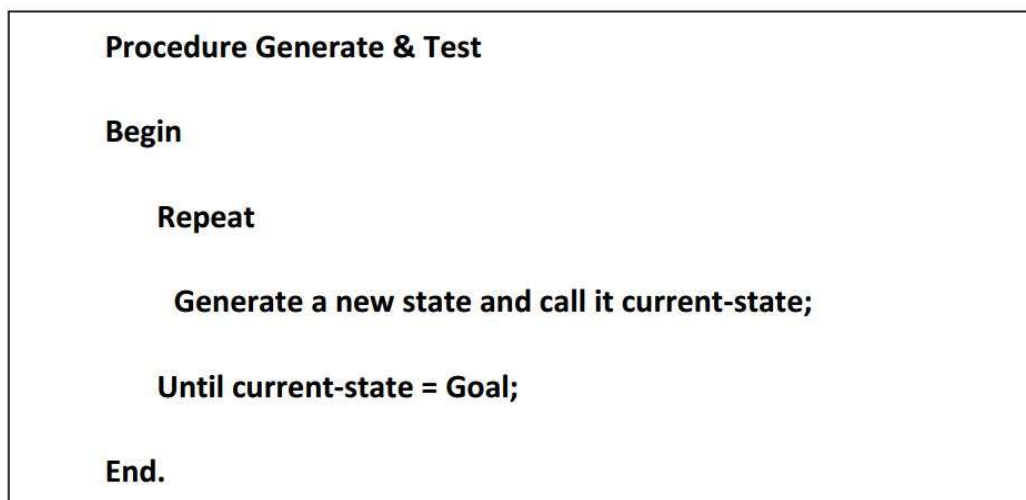 Procedure Generate & Test
Begin
Repeat
Generate a new state and call it current-state;
Until current-state = Goal;
End.